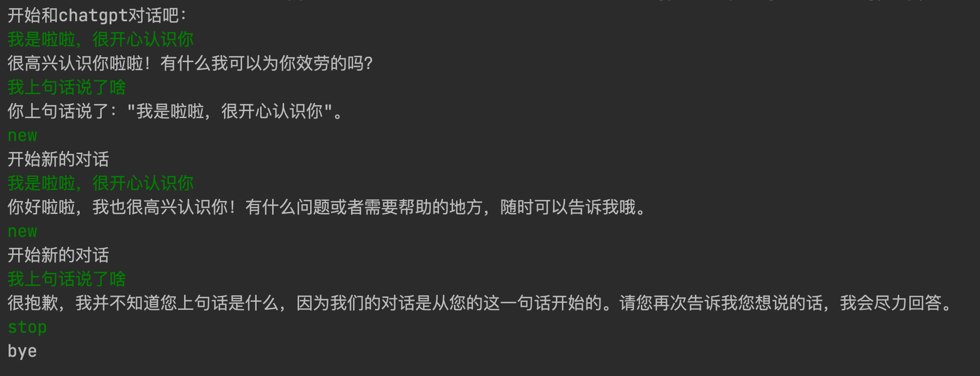 开始和chatgpt对话吧：
我是啦啦，很开心认识你
很高兴认识你啦啦！有什么我可以为你效劳的吗？
我上句话说了啥
你上句话说了："我是啦啦，很开心认识你"。
new
开始新的对话
我是啦啦，很开心认识你
你好啦啦，我也很高兴认识你！有什么问题或者需要帮助的地方，随时可以告诉我哦。
new
开始新的对话
我上句话说了啥
很抱歉，我并不知道您上句话是什么，因为我们的对话是从您的这一句话开始的。请您再次告诉我您想说的话，我会尽力回答。
stop
bye